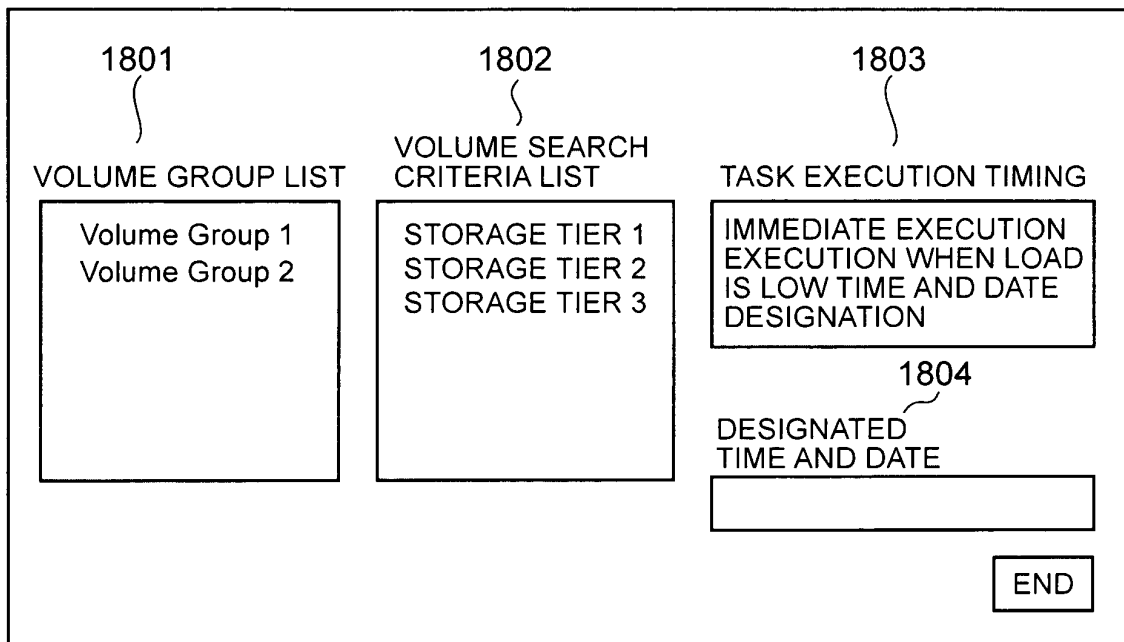 1801
VOLUME GROUP LIST
Volume Group 1
Volume Group 2
1802
VOLUME SEARCH
CRITERIA LIST
STORAGE TIER 1
STORAGE TIER 2
STORAGE TIER 3
1803
TASK EXECUTION TIMING
IMMEDIATE EXECUTION
EXECUTION WHEN LOAD
IS LOW TIME AND DATE
DESIGNATION
1804
DESIGNATED
TIME AND DATE
END